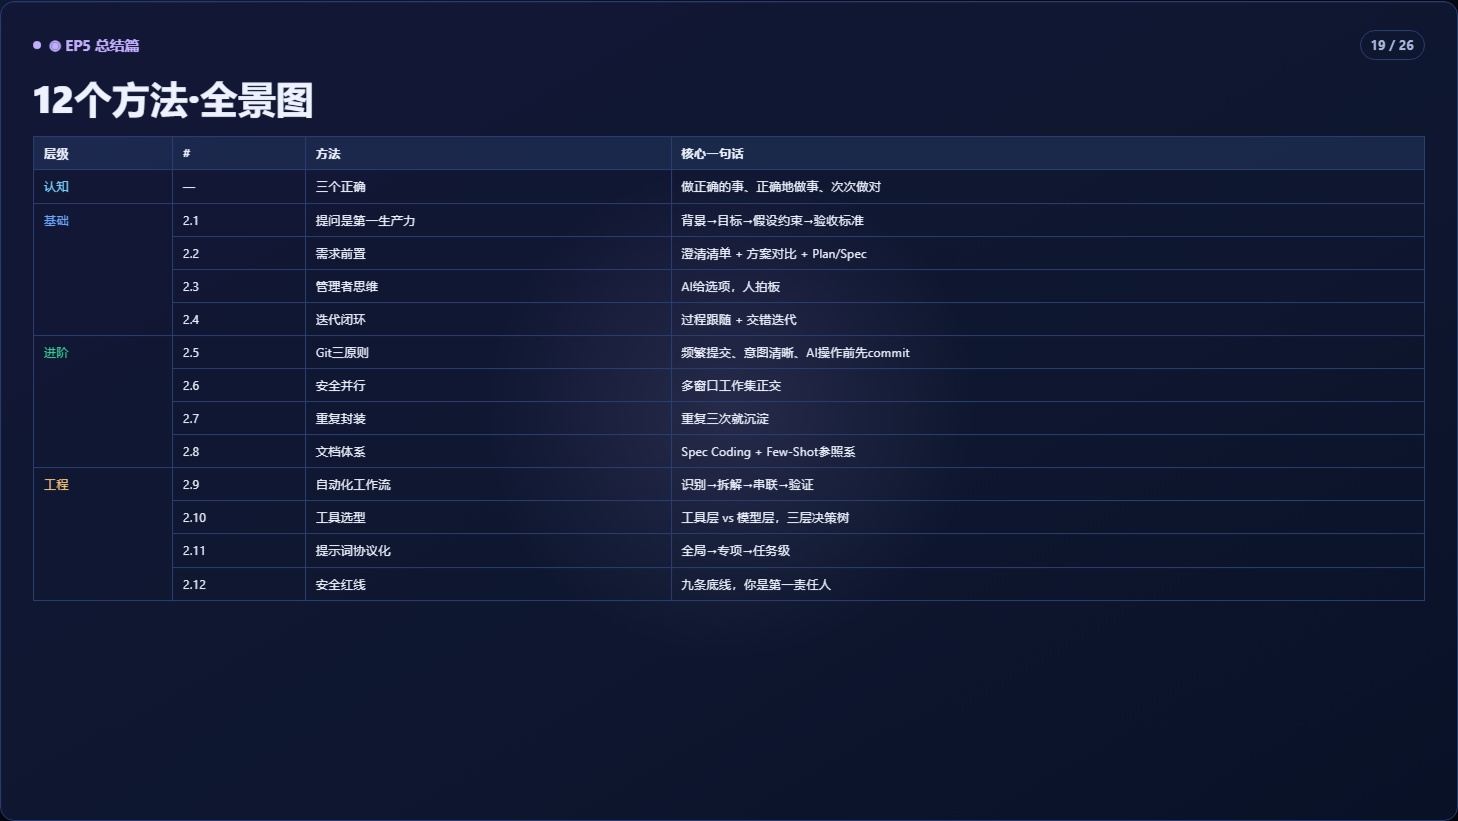 EP5 总结篇
19 / 26
12个方法·全景图
层级 # 方法 核心一句话
认知 — 三个正确 做正确的事、正确地做事、次次做对
基础 2.1 提问是第一生产力 背景→目标→假设约束→验收标准
2.2 需求前置 澄清清单 + 方案对比 + Plan/Spec
2.3 管理者思维 AI给选项，人拍板
2.4 迭代闭环 过程跟随 + 交错迭代
进阶 2.5 Git三原则 频繁提交、意图清晰、AI操作前先commit
2.6 安全并行 多窗口工作集正交
2.7 重复封装 重复三次就沉淀
2.8 文档体系 Spec Coding + Few-Shot参照系
工程 2.9 自动化工作流 识别→拆解→串联→验证
2.10 工具选型 工具层 vs 模型层，三层决策树
2.11 提示词协议化 全局→专项→任务级
2.12 安全红线 九条底线，你是第一责任人